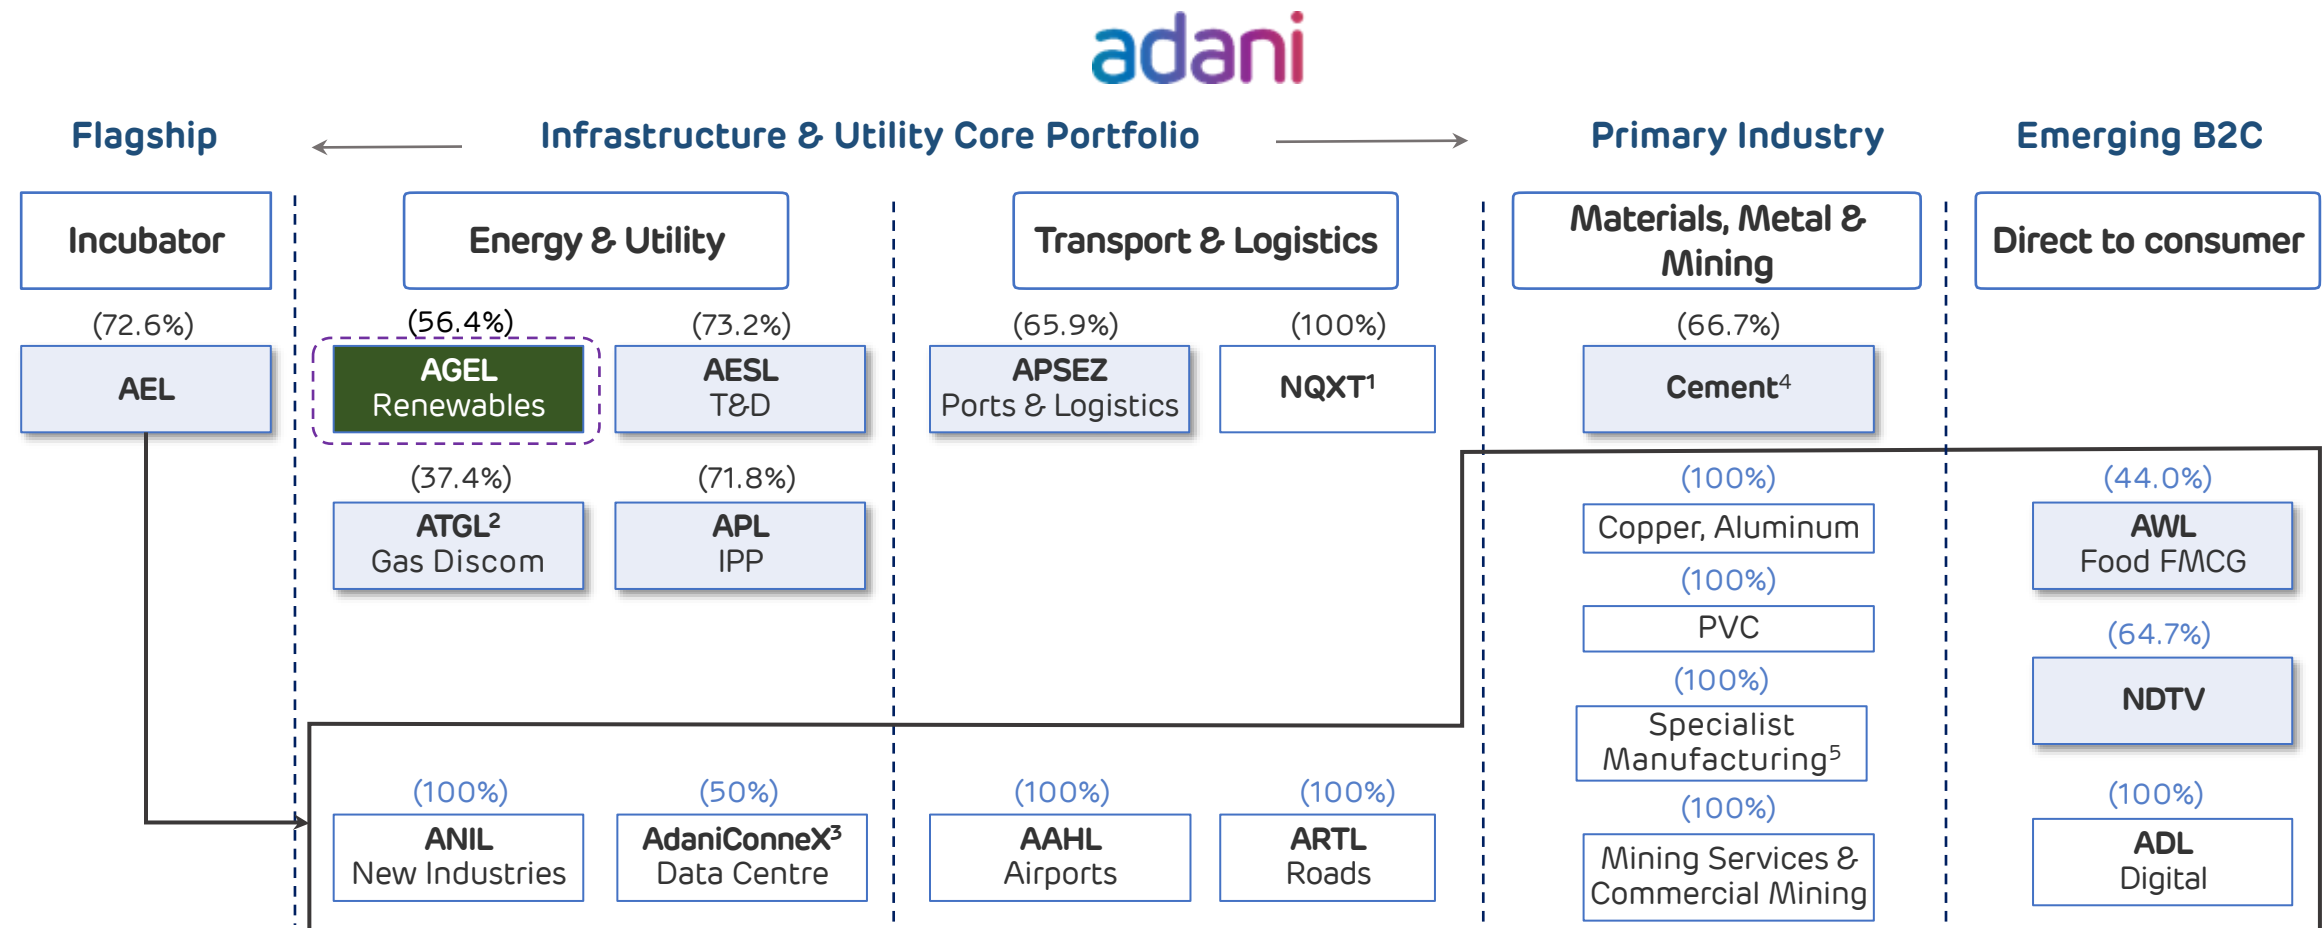 adani
Flagship
Infrastructure & Utility Core Portfolio
Primary Industry
Emerging B2C
Incubator
Energy & Utility
Transport & Logistics
Materials, Metal &
Mining
Direct to consumer
(72.6%)
(56.4%)
(73.2%)
(65.9%)
(100%)
(66.7%)
AEL
AGEL
Renewables
AESL
T&D
APSEZ
Ports & Logistics
NQXT¹
Cement⁴
(37.4%)
(71.8%)
(100%)
(44.0%)
ATGL²
Gas Discom
APL
IPP
Copper, Aluminum
AWL
Food FMCG
(100%)
PVC
(64.7%)
NDTV
(100%)
Specialist
Manufacturing⁵
(100%)
(50%)
(100%)
(100%)
(100%)
(100%)
ANIL
New Industries
AdaniConneX³
Data Centre
AAHL
Airports
ARTL
Roads
Mining Services &
Commercial Mining
ADL
Digital